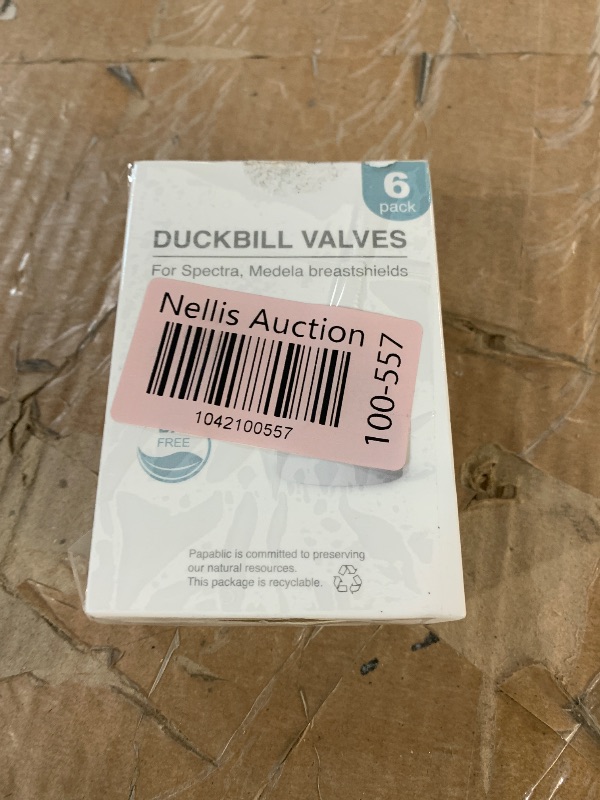 6
pack
DUCKBILL VALVES
For Spectra, Medela breastshields
Nellis Auction
1042100557
100-557
FREE
Papablic is committed to preserving
our natural resources.
This package is recyclable.